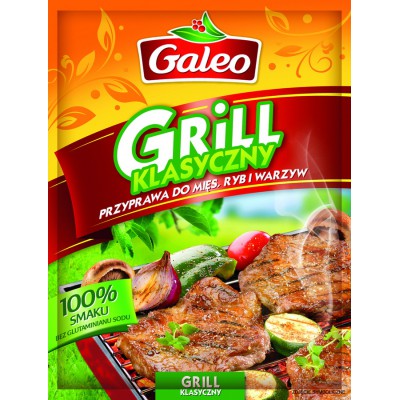 Galeo
GRILL
KLASYCZNY
PRZYPRAWA DO MIĘS, RYB I WARZYW
100%
SMAKU
BEZ GLUTAMINIANU SODU
GRILL
KLASYCZNY